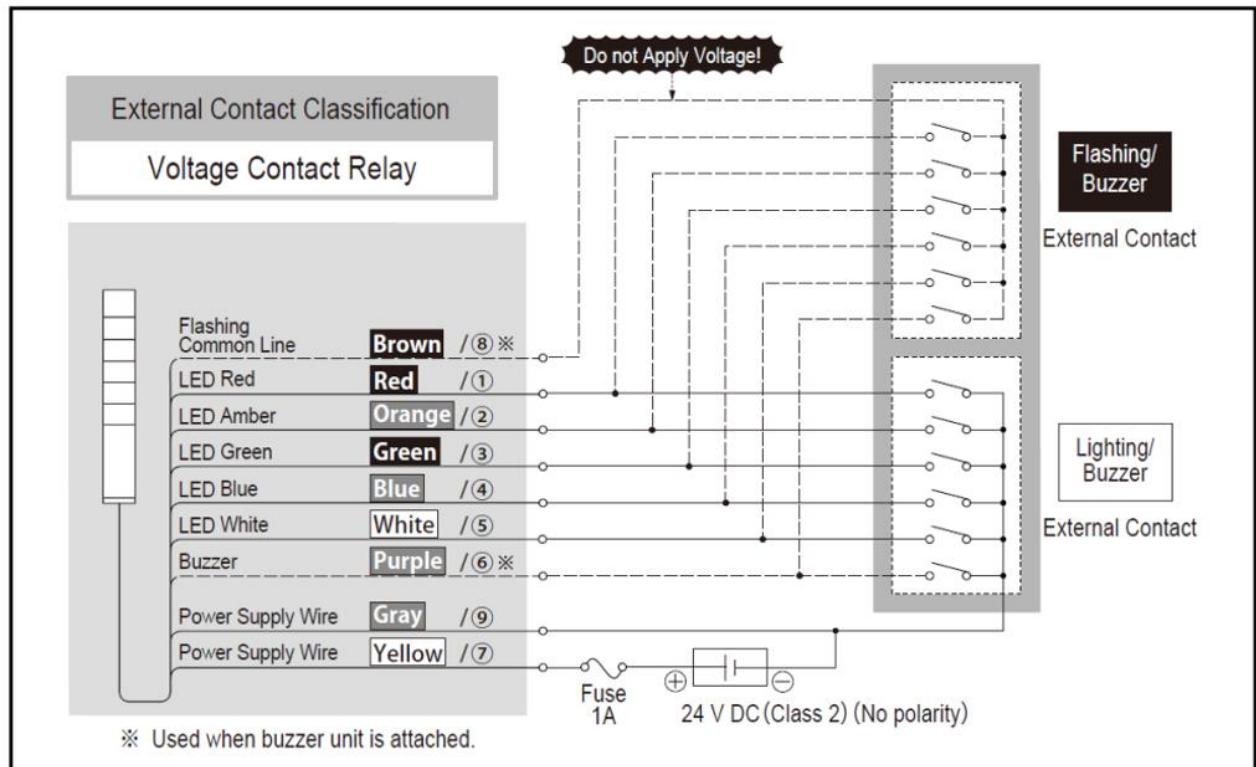 Do not Apply Voltage!
External Contact Classification
Voltage Contact Relay
Flashing/
Buzzer
External Contact
Flashing
Common Line Brown /⑧※
LED Red Red /①
LED Amber Orange /②
LED Green Green /③
LED Blue Blue /④
LED White White /⑤
Buzzer Purple /⑥※
Lighting/
Buzzer
External Contact
Power Supply Wire Gray /⑨
Power Supply Wire Yellow /⑦
Fuse
1A
⊕ ⊖
24 V DC (Class 2) (No polarity)
※ Used when buzzer unit is attached.